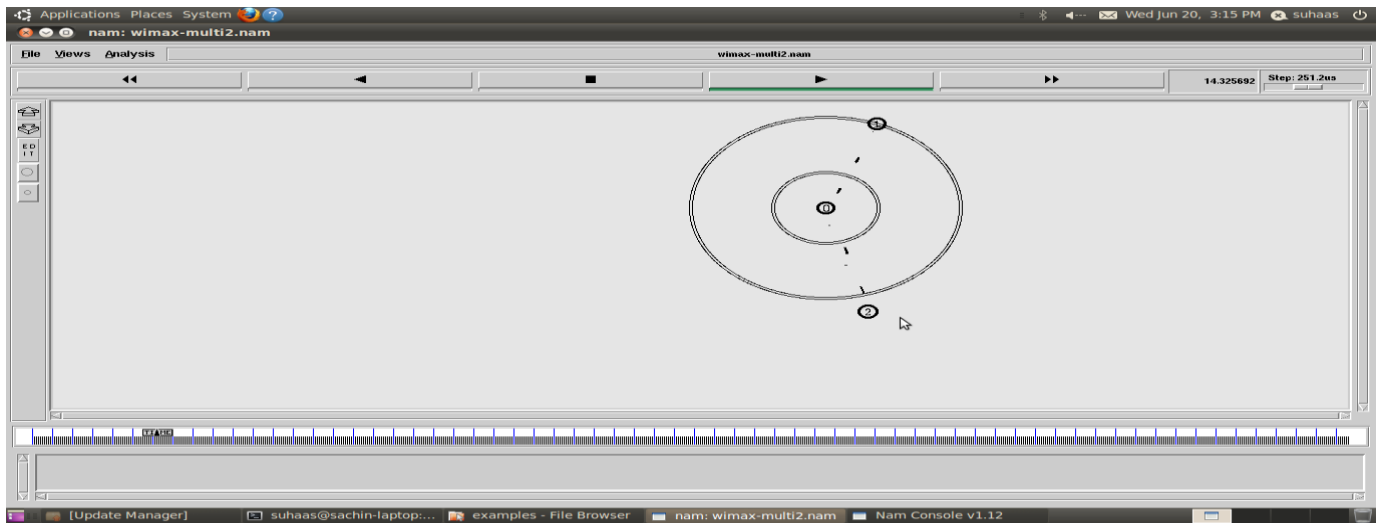 Applications Places System Wed Jun 20, 3:15 PM suhaas
nam: wimax-multi2.nam
File Views Analysis wimax-multi2.nam
14.325692 Step: 251.2us
E D
I T
1
0
2
TIME
[Update Manager] suhaas@sachin-laptop:... examples - File Browser nam: wimax-multi2.nam Nam Console v1.12